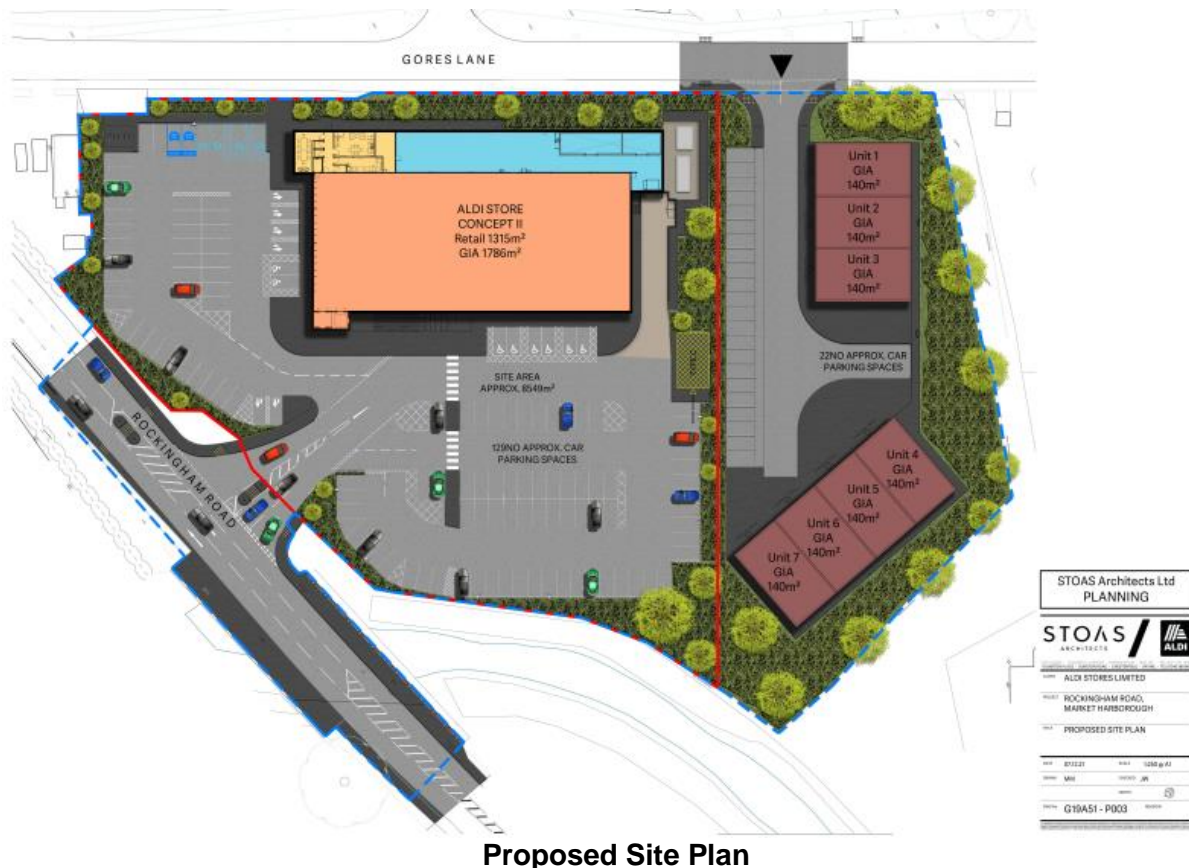 GORES LANE
Unit 1
GIA
140m²
Unit 2
GIA
140m²
Unit 3
GIA
140m²
ALDI STORE
CONCEPT II
Retail 1315m²
GIA 1786m²
22NO APPROX. CAR
PARKING SPACES
SITE AREA
APPROX. 8549m²
129NO APPROX. CAR
PARKING SPACES
ROCKINGHAM ROAD
Unit 4
GIA
140m²
Unit 5
GIA
140m²
Unit 6
GIA
140m²
Unit 7
GIA
140m²
STOAS Architects Ltd
PLANNING
STOAS
ARCHITECTS
ALDI
ALDI STORES LIMITED
ROCKINGHAM ROAD,
MARKET HARBOROUGH
PROPOSED SITE PLAN
G19A51 - P003
Proposed Site Plan